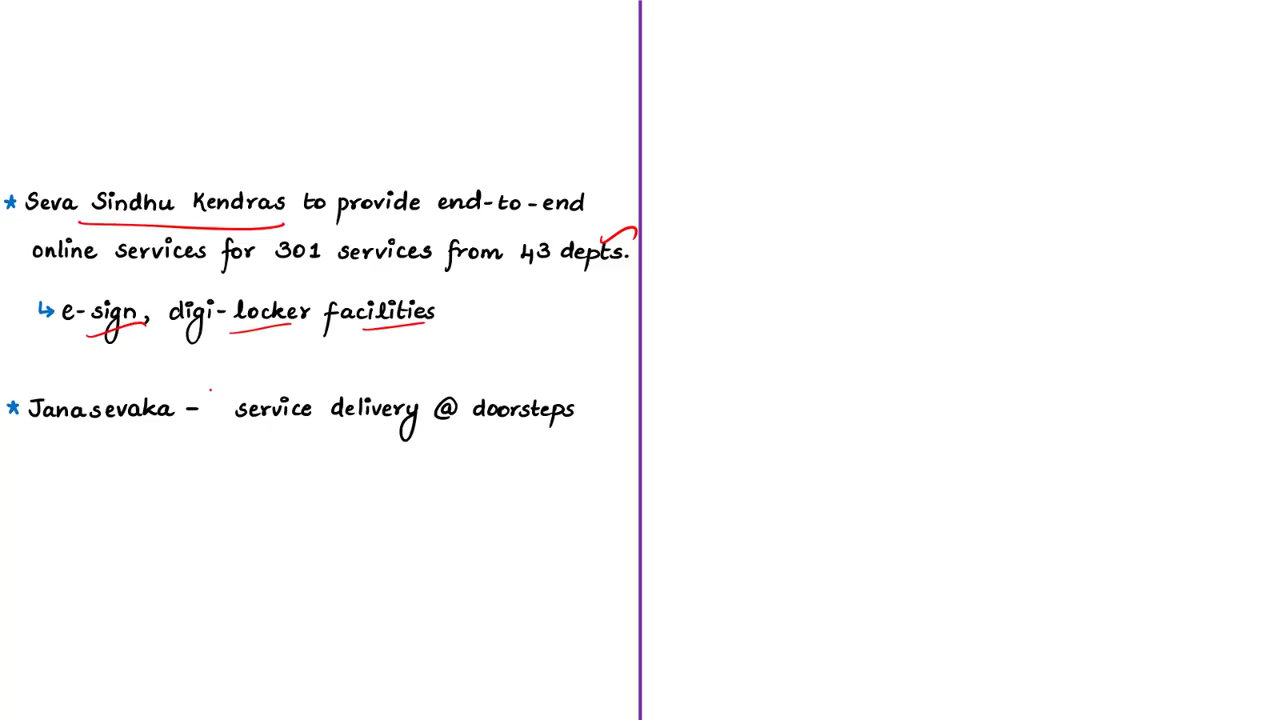 * Seva Sindhu Kendras to provide end-to-end
online services for 301 services from 43 depts.
↳ e-sign, digi-locker facilities
* Janasevaka - service delivery @ doorsteps